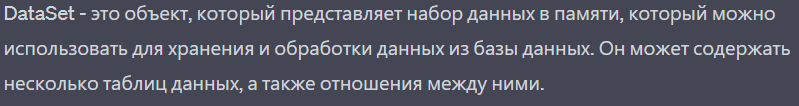 DataSet - это объект, который представляет набор данных в памяти, который можно
использовать для хранения и обработки данных из базы данных. Он может содержать
несколько таблиц данных, а также отношения между ними.